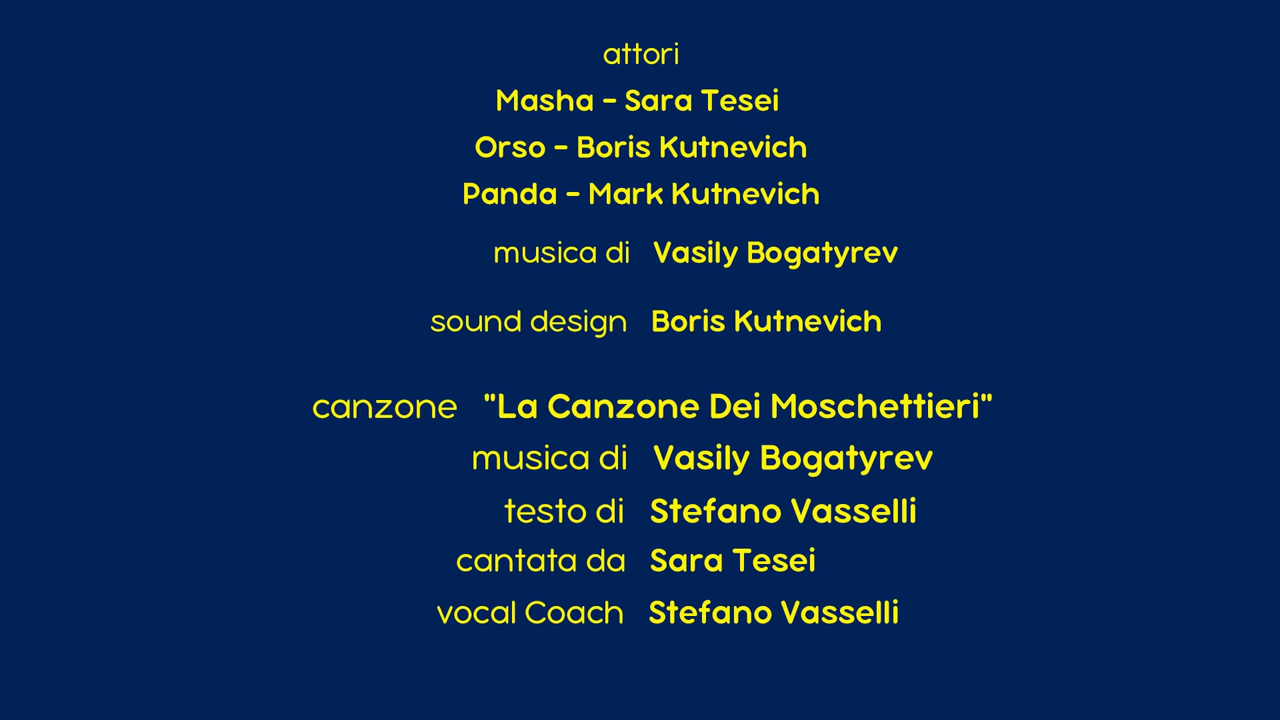 attori
Masha - Sara Tesei
Orso - Boris Kutnevich
Panda - Mark Kutnevich
musica di Vasily Bogatyrev
sound design Boris Kutnevich
canzone "La Canzone Dei Moschettieri"
musica di Vasily Bogatyrev
testo di Stefano Vasselli
cantata da Sara Tesei
vocal Coach Stefano Vasselli